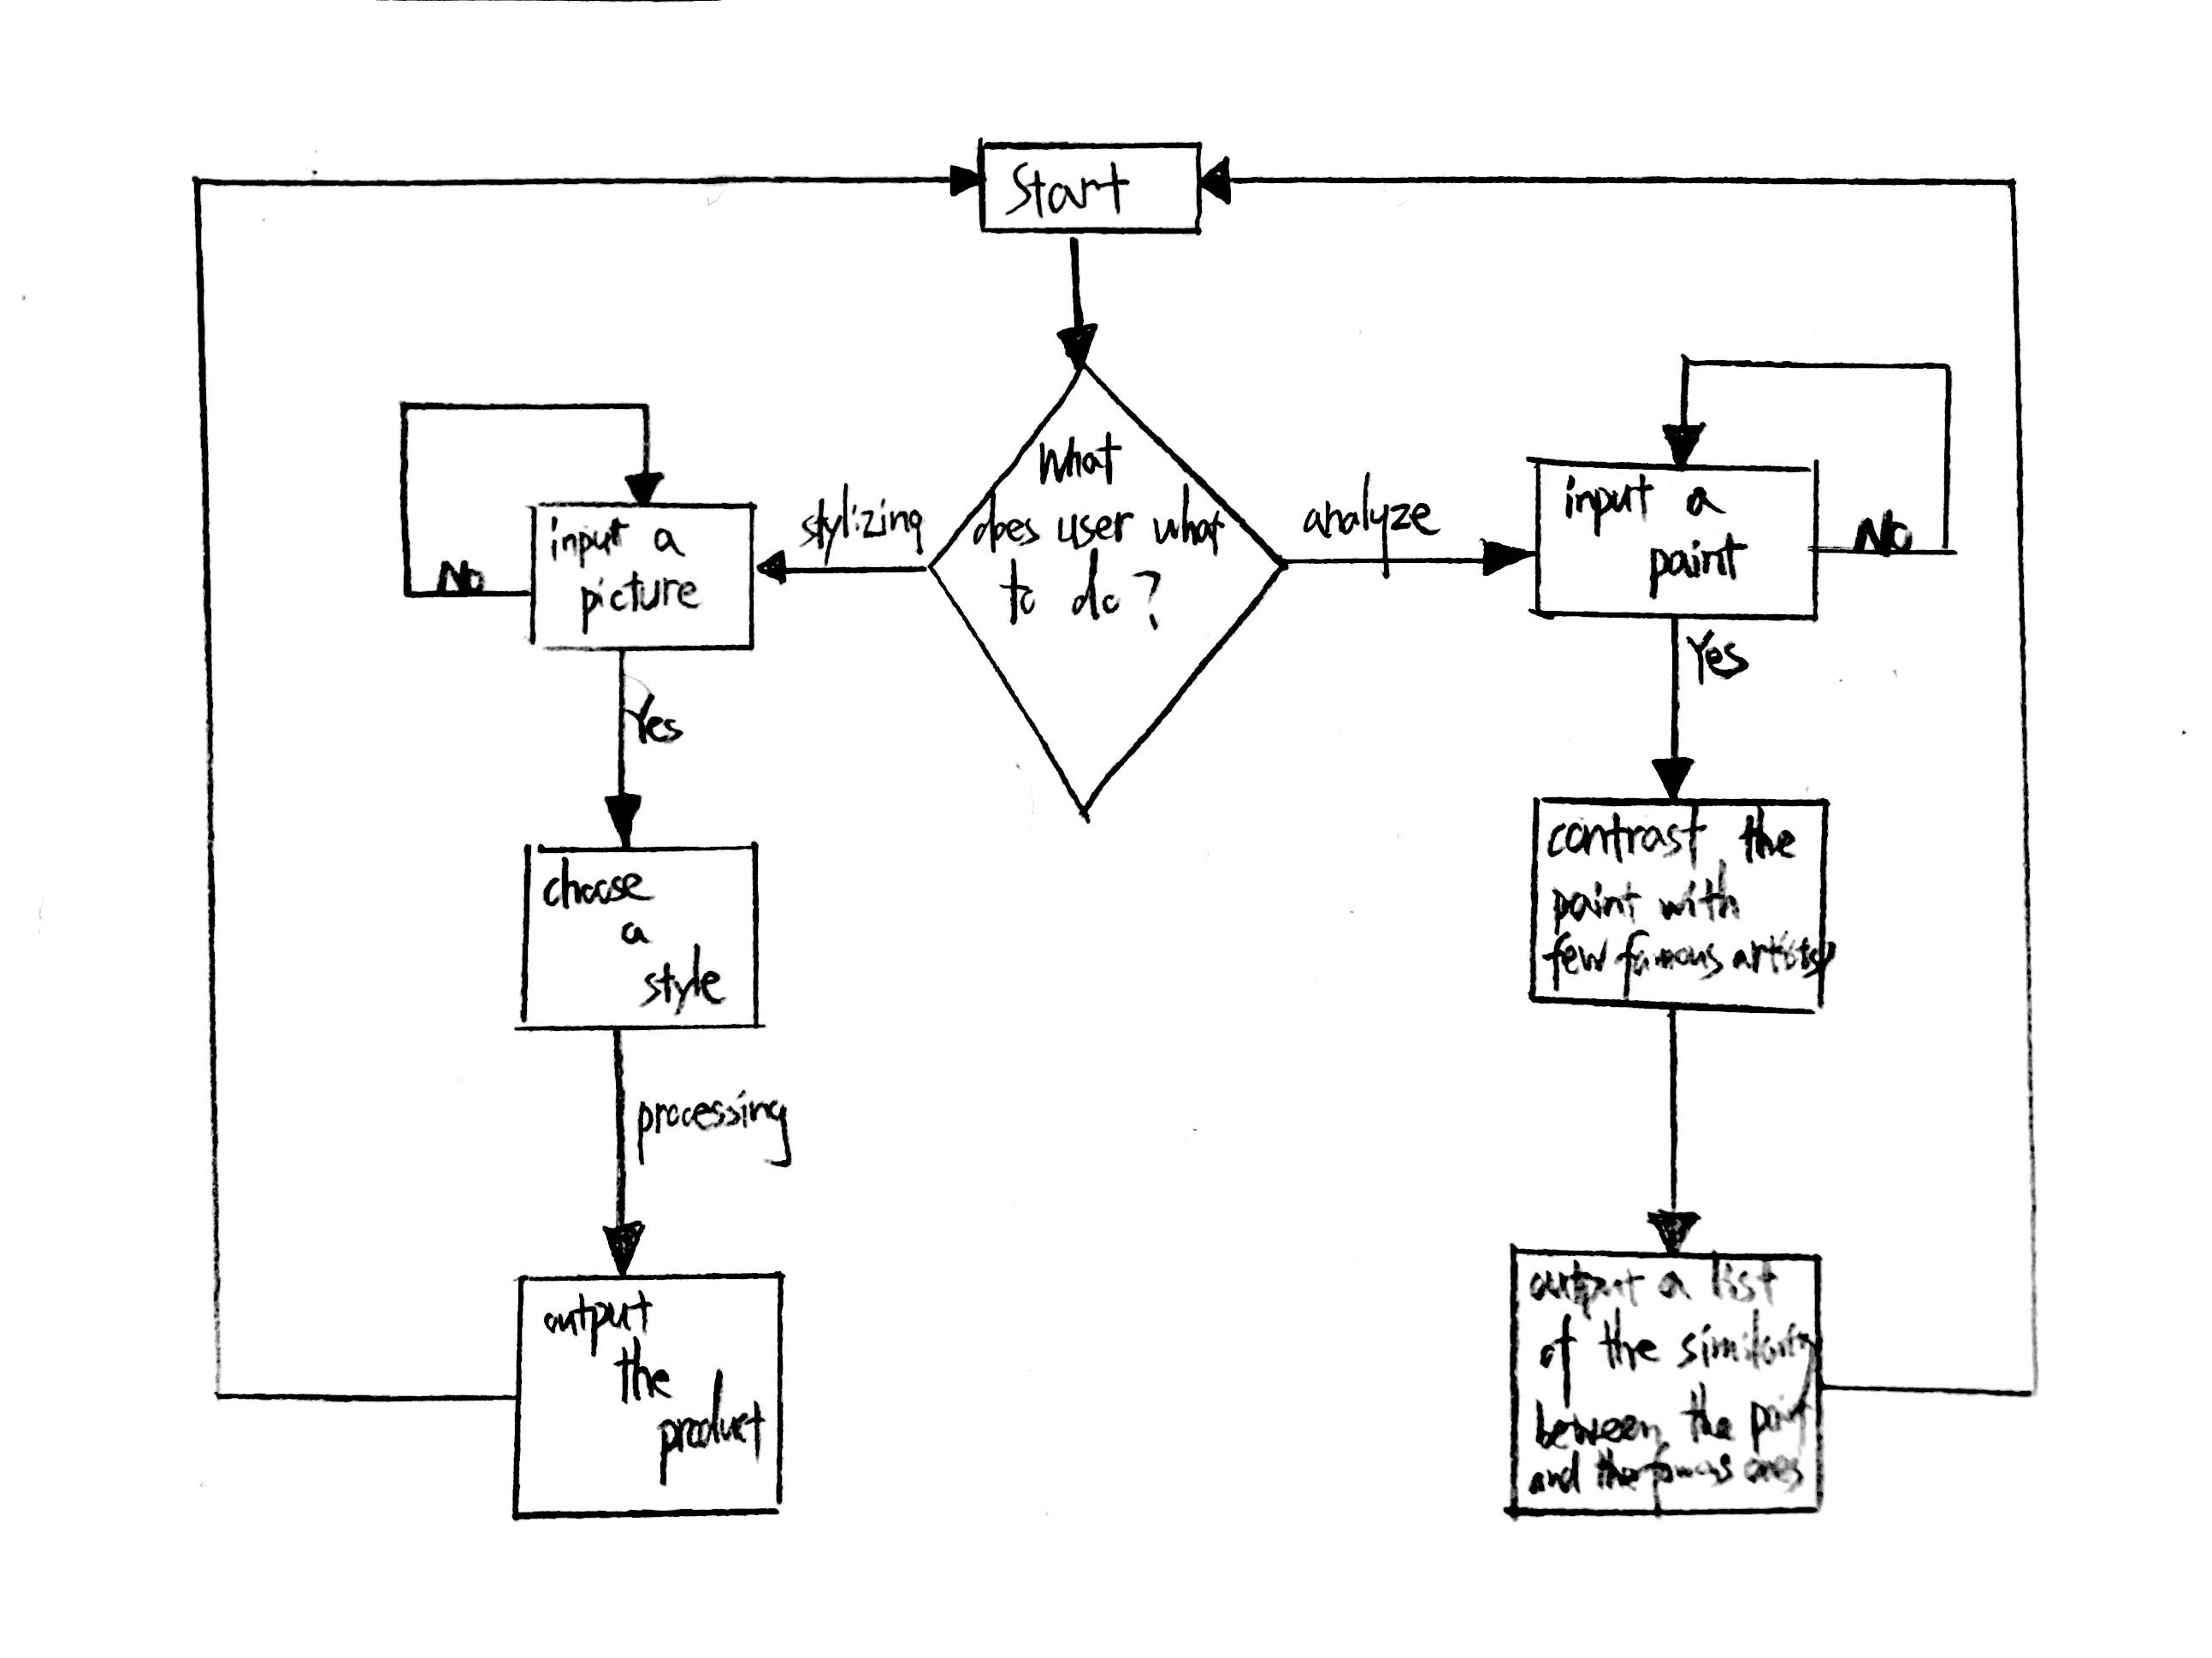 Start
What
does user what
to do?
stylizing
analyze
input a
picture
No
Yes
choose
a
style
processing
output
the
product
input a
paint
No
Yes
contrast the
paint with
few famous artists
output a list
of the similarity
between the paint
and the famous ones